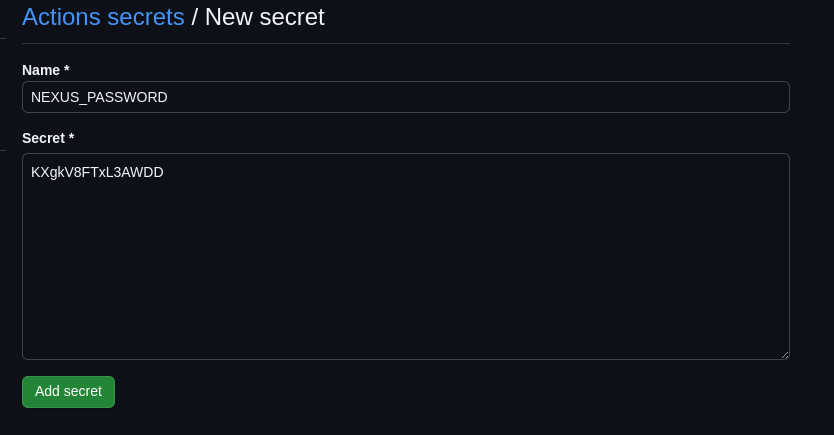 Actions secrets / New secret
Name *
NEXUS_PASSWORD
Secret *
KXgkV8FTxL3AWDD
Add secret